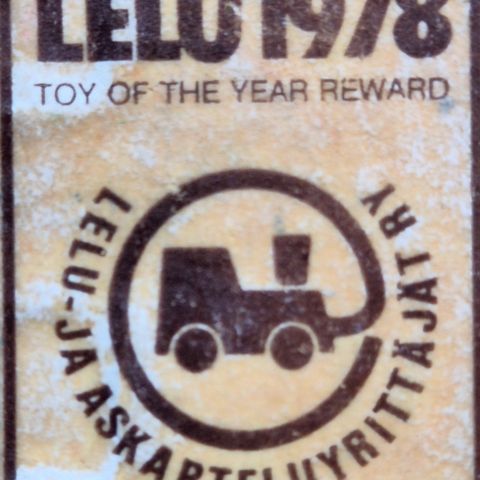 LELU 1978
TOY OF THE YEAR REWARD
LELU-JA ASKARTELUYRITTÄJÄT RY